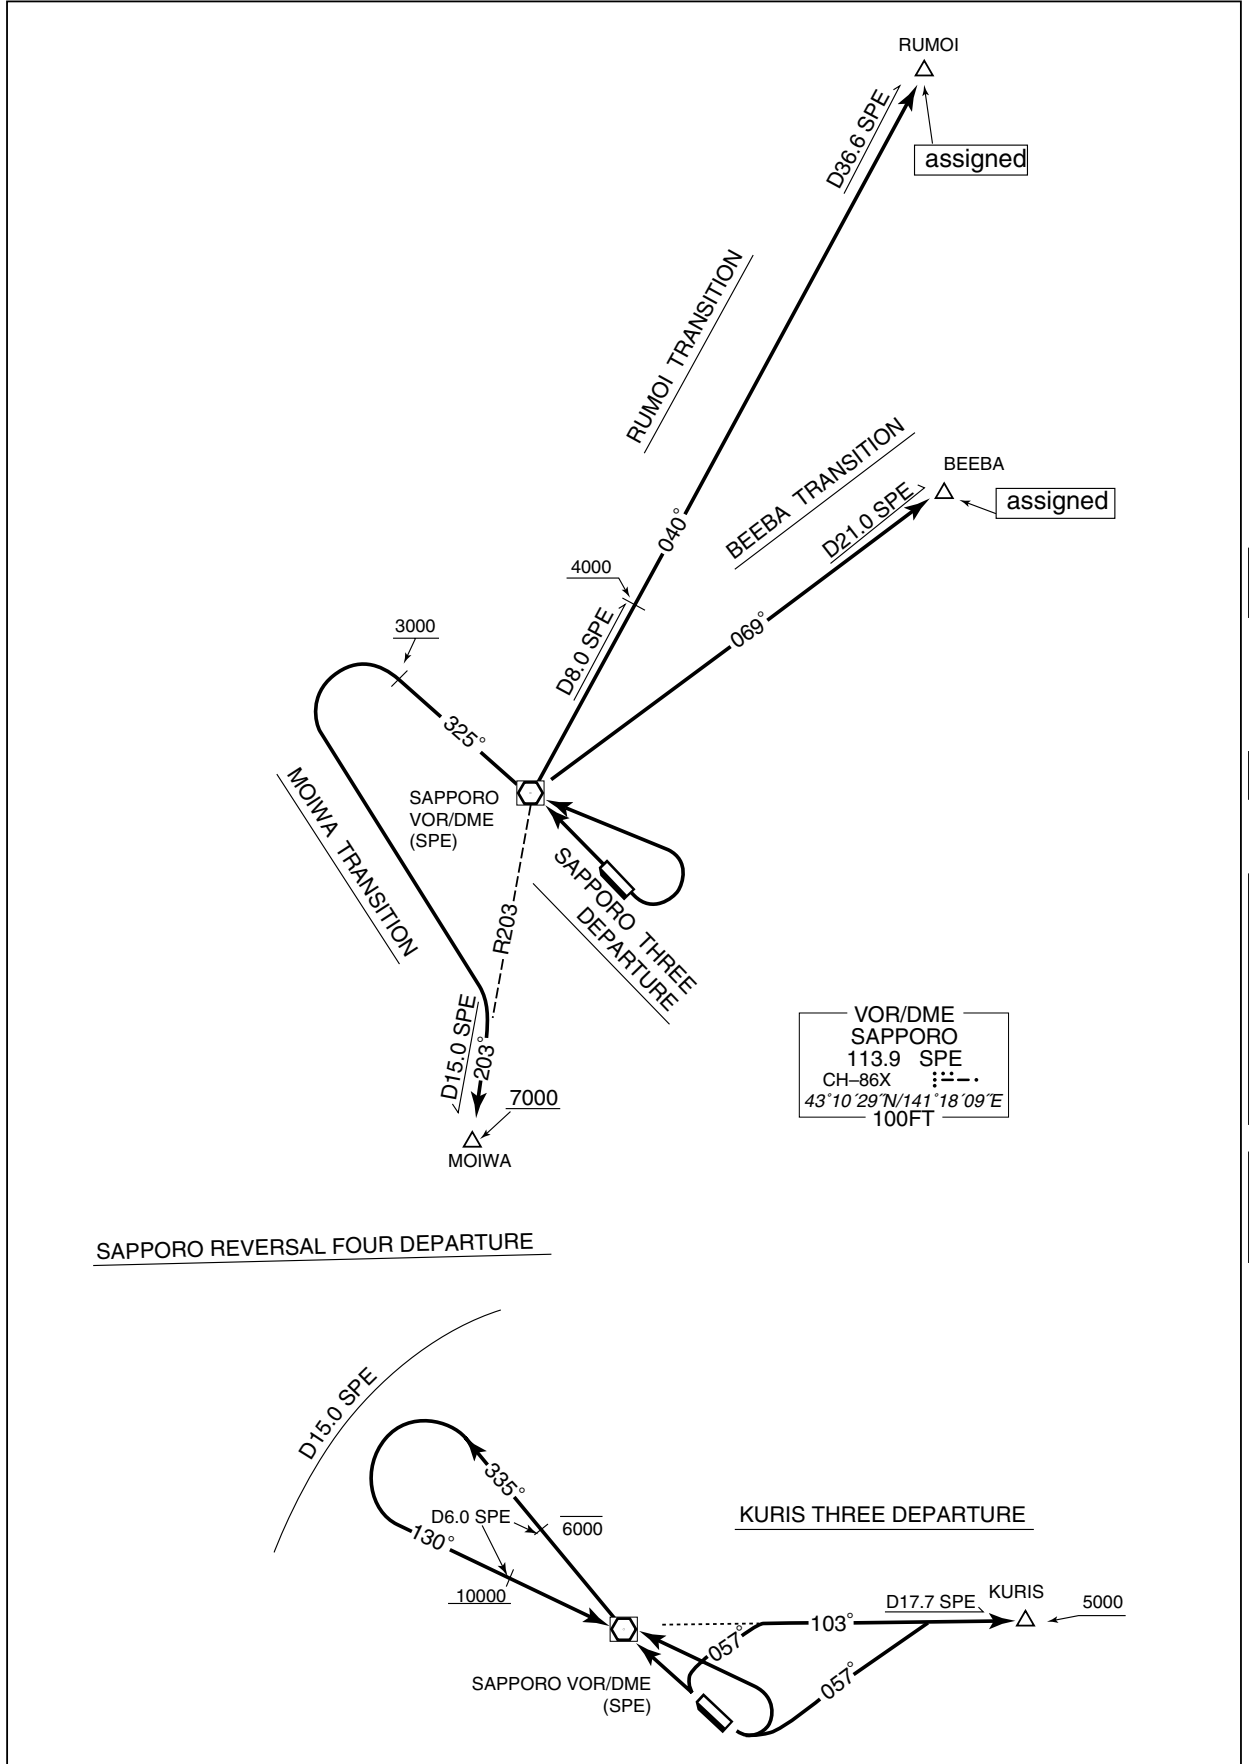 RUMOI
D36.6 SPE
assigned
RUMOI TRANSITION
BEEBA
BEEBA TRANSITION
D21.0 SPE
assigned
040°
4000
D8.0 SPE
069°
3000
325°
MOIWA TRANSITION
SAPPORO
VOR/DME
(SPE)
SAPPORO THREE
DEPARTURE
R203
D15.0 SPE
203°
7000
MOIWA
VOR/DME
SAPPORO
113.9 SPE
CH–86X
43°10´29˝N/141°18´09˝E
100FT
SAPPORO REVERSAL FOUR DEPARTURE
D15.0 SPE
335°
D6.0 SPE
6000
130°
10000
KURIS THREE DEPARTURE
D17.7 SPE
KURIS
5000
103°
057°
057°
SAPPORO VOR/DME
(SPE)